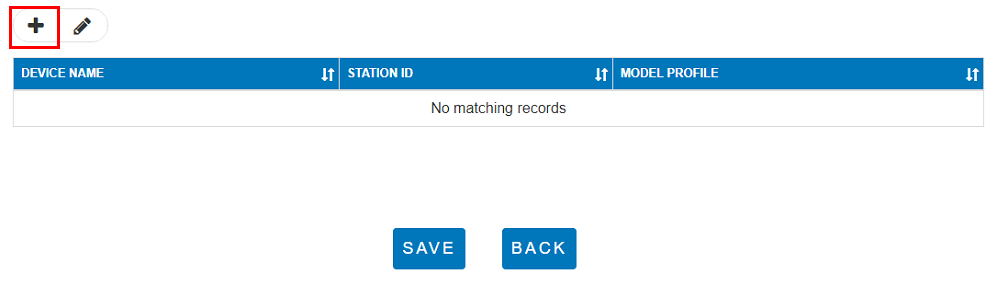 DEVICE NAME STATION ID MODEL PROFILE
No matching records
SAVE BACK